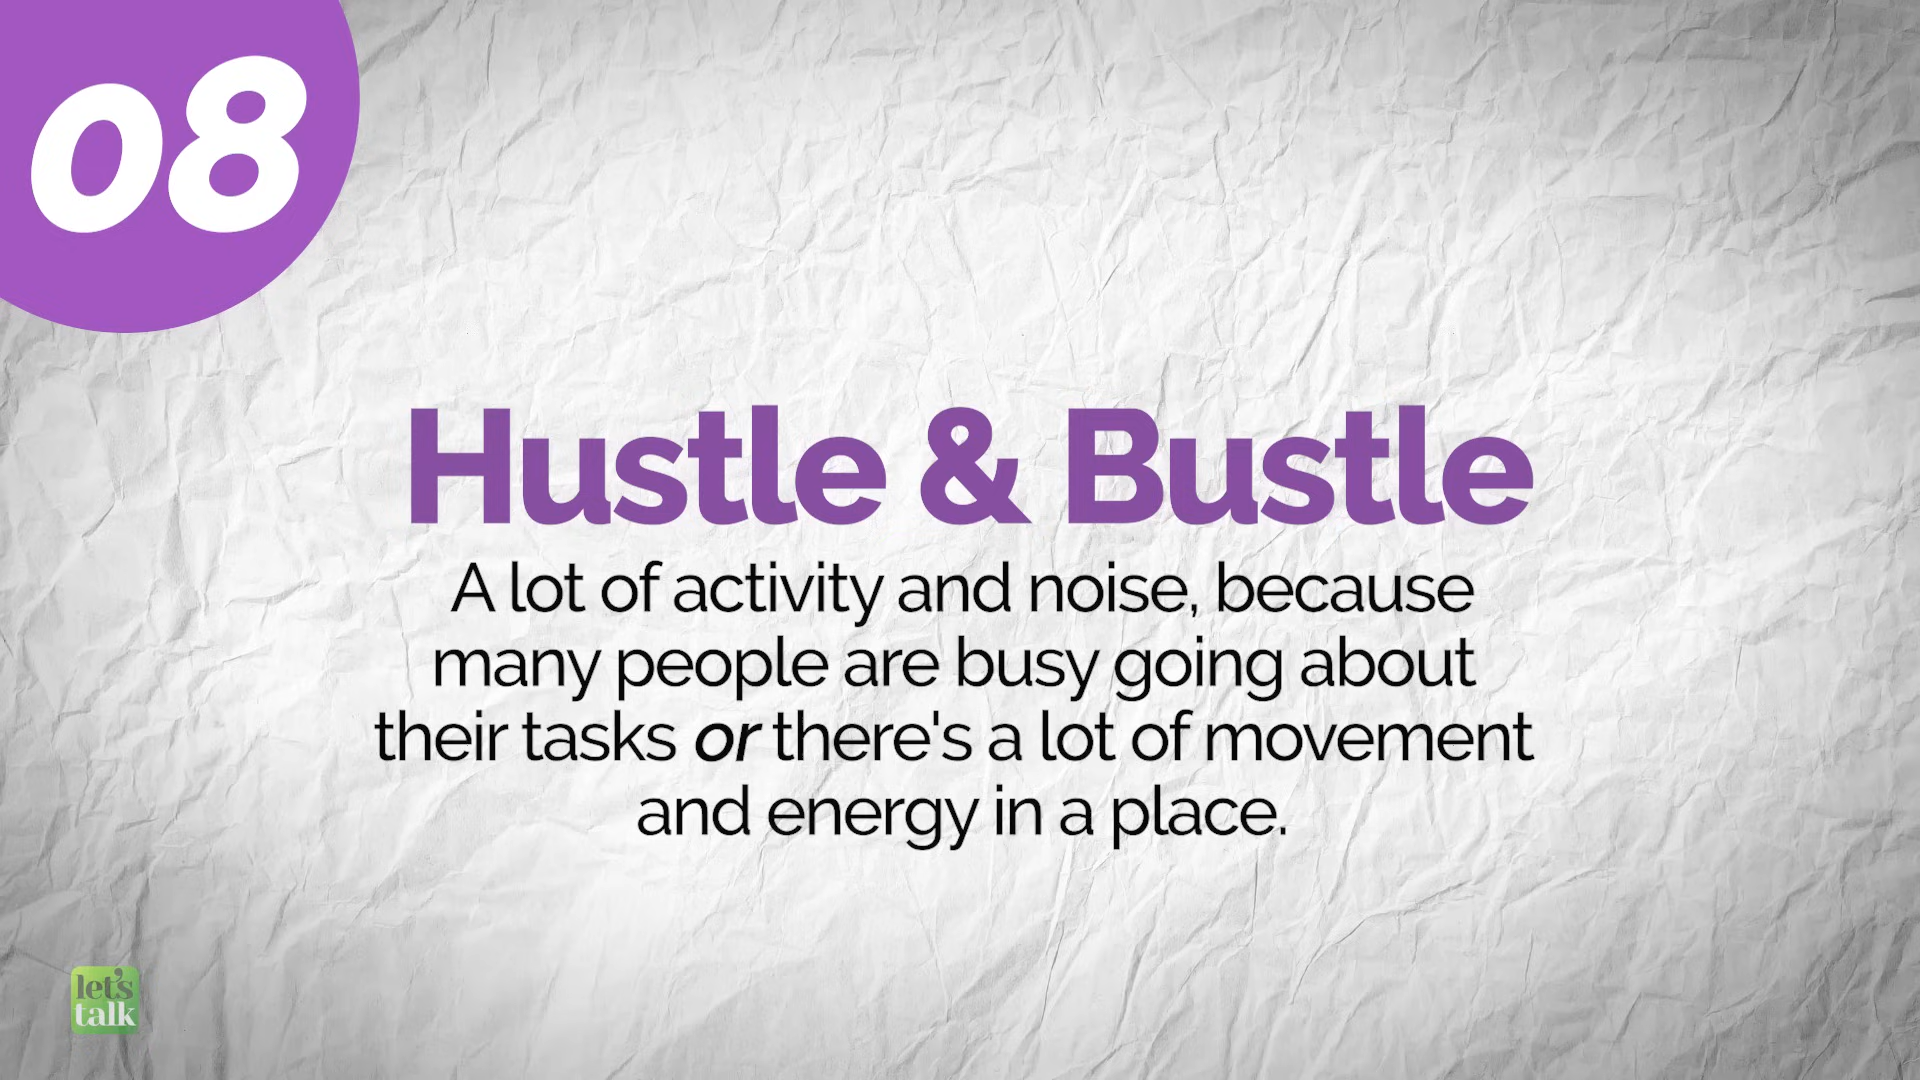 08
Hustle & Bustle
A lot of activity and noise, because
many people are busy going about
their tasks or there's a lot of movement
and energy in a place.
let's
talk